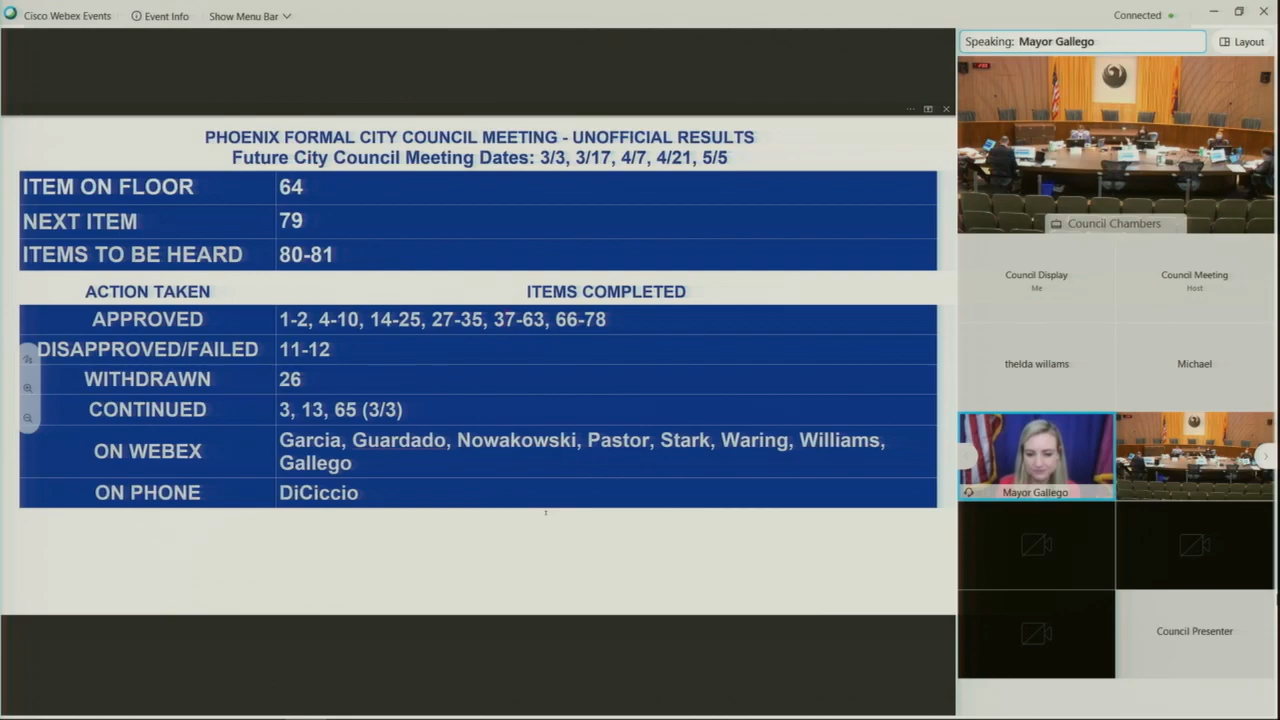 Cisco Webex Events
Event Info
Show Menu Bar
Connected
Speaking: Mayor Gallego
Layout
PHOENIX FORMAL CITY COUNCIL MEETING - UNOFFICIAL RESULTS
Future City Council Meeting Dates: 3/3, 3/17, 4/7, 4/21, 5/5
ITEM ON FLOOR 64
NEXT ITEM 79
ITEMS TO BE HEARD 80-81
ACTION TAKEN ITEMS COMPLETED
APPROVED 1-2, 4-10, 14-25, 27-35, 37-63, 66-78
DISAPPROVED/FAILED 11-12
WITHDRAWN 26
CONTINUED 3, 13, 65 (3/3)
ON WEBEX Garcia, Guardado, Nowakowski, Pastor, Stark, Waring, Williams,
Gallego
ON PHONE DiCiccio
Council Chambers
Council Display
Me
Council Meeting
Host
thelda willams
Michael
Mayor Gallego
Council Presenter